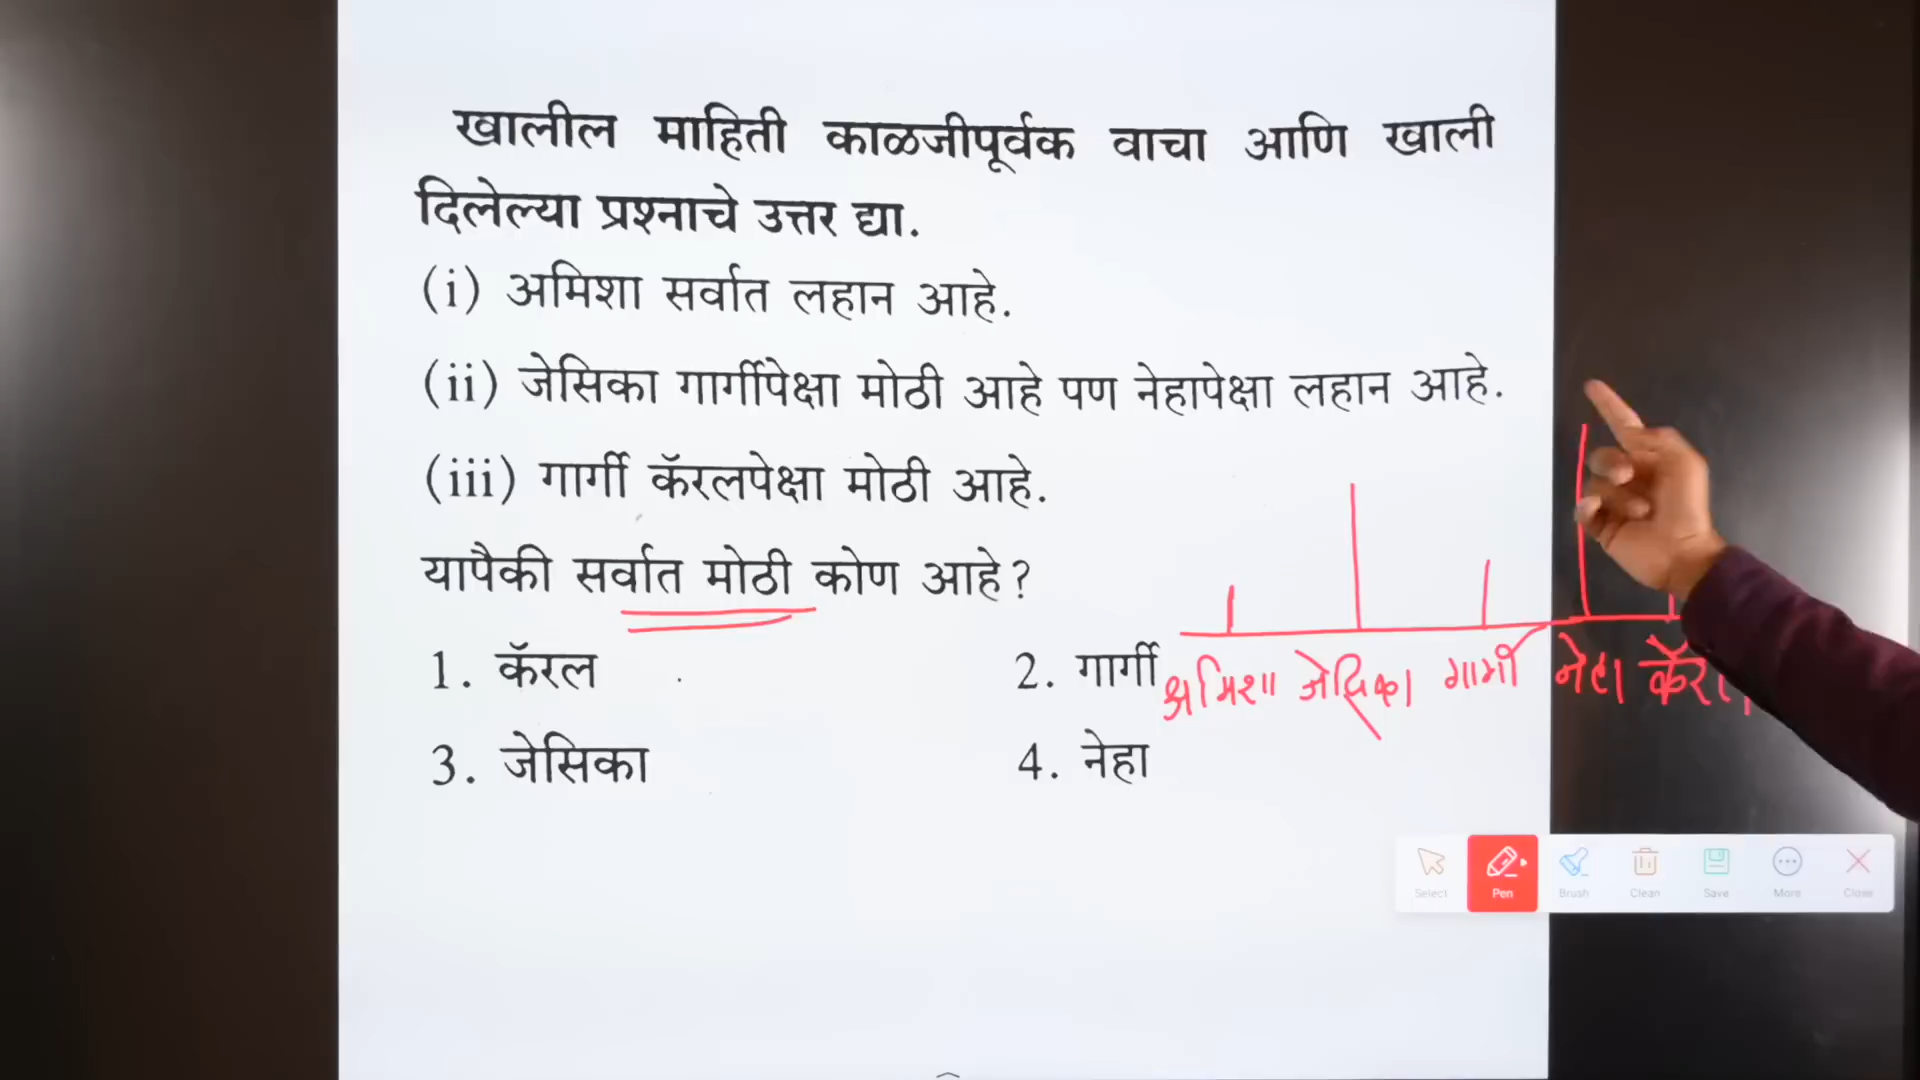 खालील माहिती काळजीपूर्वक वाचा आणि खाली
दिलेल्या प्रश्नाचे उत्तर द्या.
(i) अमिशा सर्वात लहान आहे.
(ii) जेसिका गार्गीपेक्षा मोठी आहे पण नेहापेक्षा लहान आहे.
(iii) गार्गी कॅरलपेक्षा मोठी आहे.
यापैकी सर्वात मोठी कोण आहे?
1. कॅरल
2. गार्गी
अमिशा जेसिका गार्गी नेहा
3. जेसिका
4. नेहा
Select Pen Brush Clean Save More Close